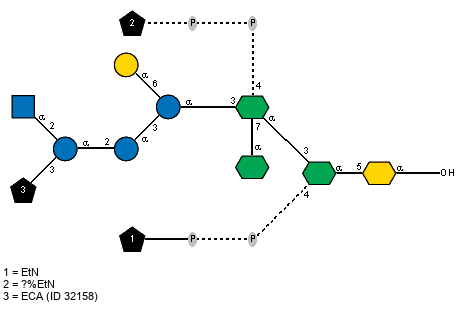 2 P P
α 6 4
α 3 α
α 7
2 α 2 α 3
3 α
3 4 α 5 α OH
1 P P
1 = EtN
2 = ?%EtN
3 = ECA (ID 32158)